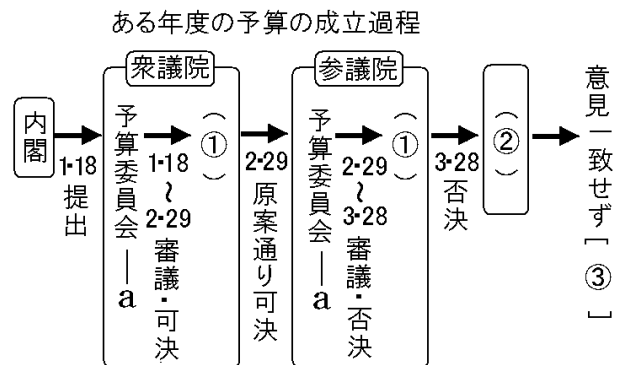 ある年度の予算の成立過程
内閣
1・18
提出
衆議院
予算委員会―a
1・18
~
2・29
審議・可決
(①)
2・29
原案通り可決
参議院
予算委員会―a
2・29
~
3・28
審議・否決
(①)
3・28
否決
(②)
意見一致せず[③]